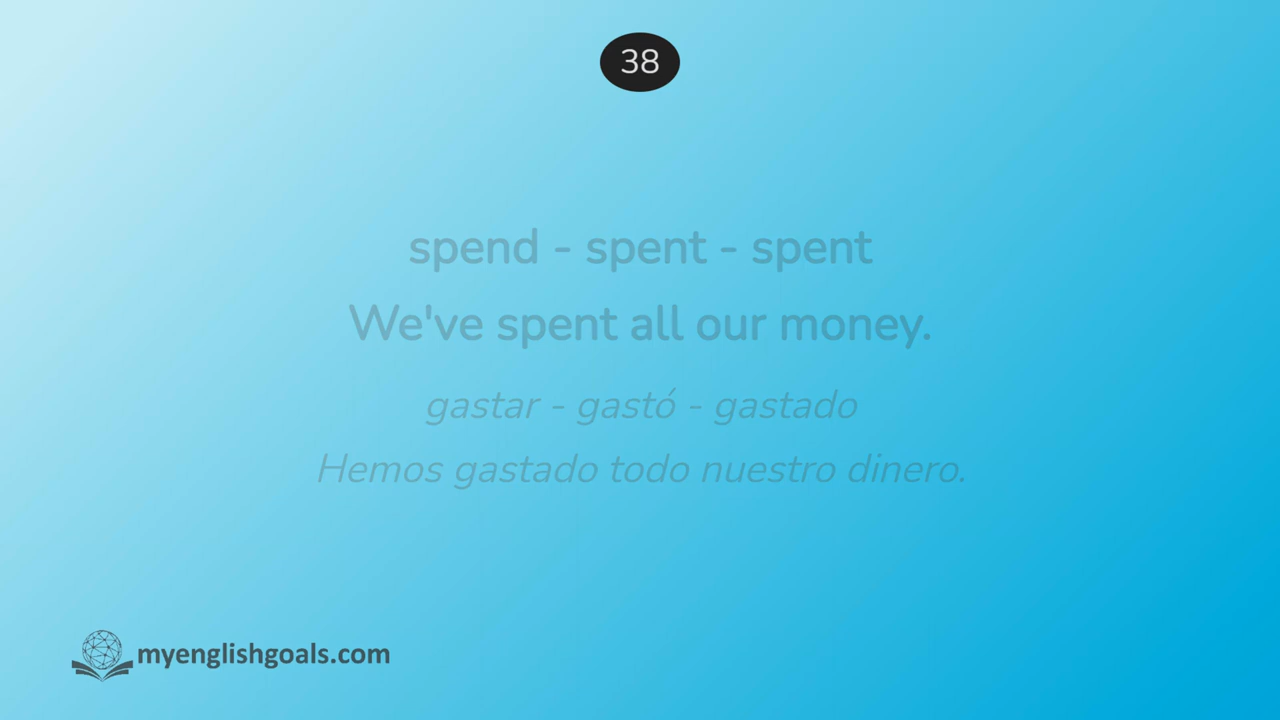 38
spend - spent - spent
We've spent all our money.
gastar - gastó - gastado
Hemos gastado todo nuestro dinero.
myenglishgoals.com